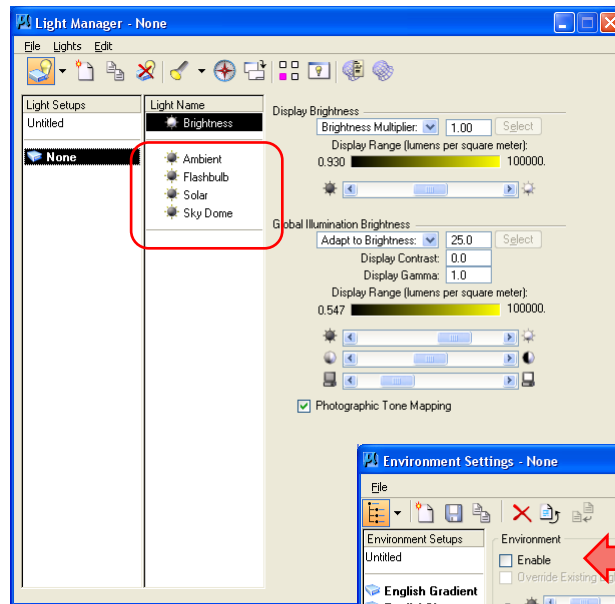 Light Manager - None
File Lights Edit
Light Setups
Untitled
None
Light Name
Brightness
Ambient
Flashbulb
Solar
Sky Dome
Display Brightness
Brightness Multiplier: 1.00 Select
Display Range (lumens per square meter):
0.930 100000.
Global Illumination Brightness
Adapt to Brightness: 25.0 Select
Display Contrast: 0.0
Display Gamma: 1.0
Display Range (lumens per square meter):
0.547 100000.
Photographic Tone Mapping
Environment Settings - None
File
Environment Setups
Untitled
English Gradient
Environment
Enable
Override Existing